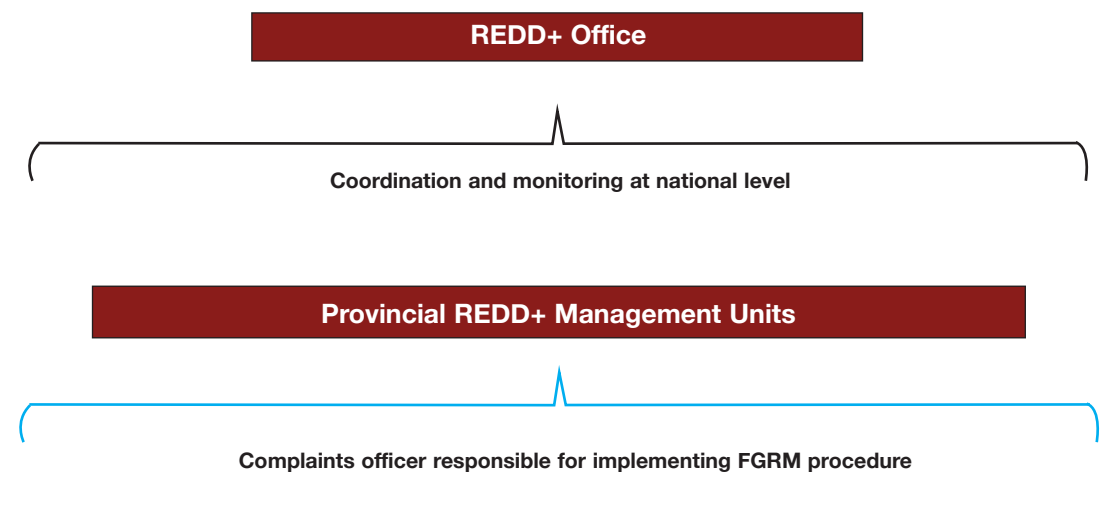 REDD+ Office
Coordination and monitoring at national level
Provincial REDD+ Management Units
Complaints officer responsible for implementing FGRM procedure